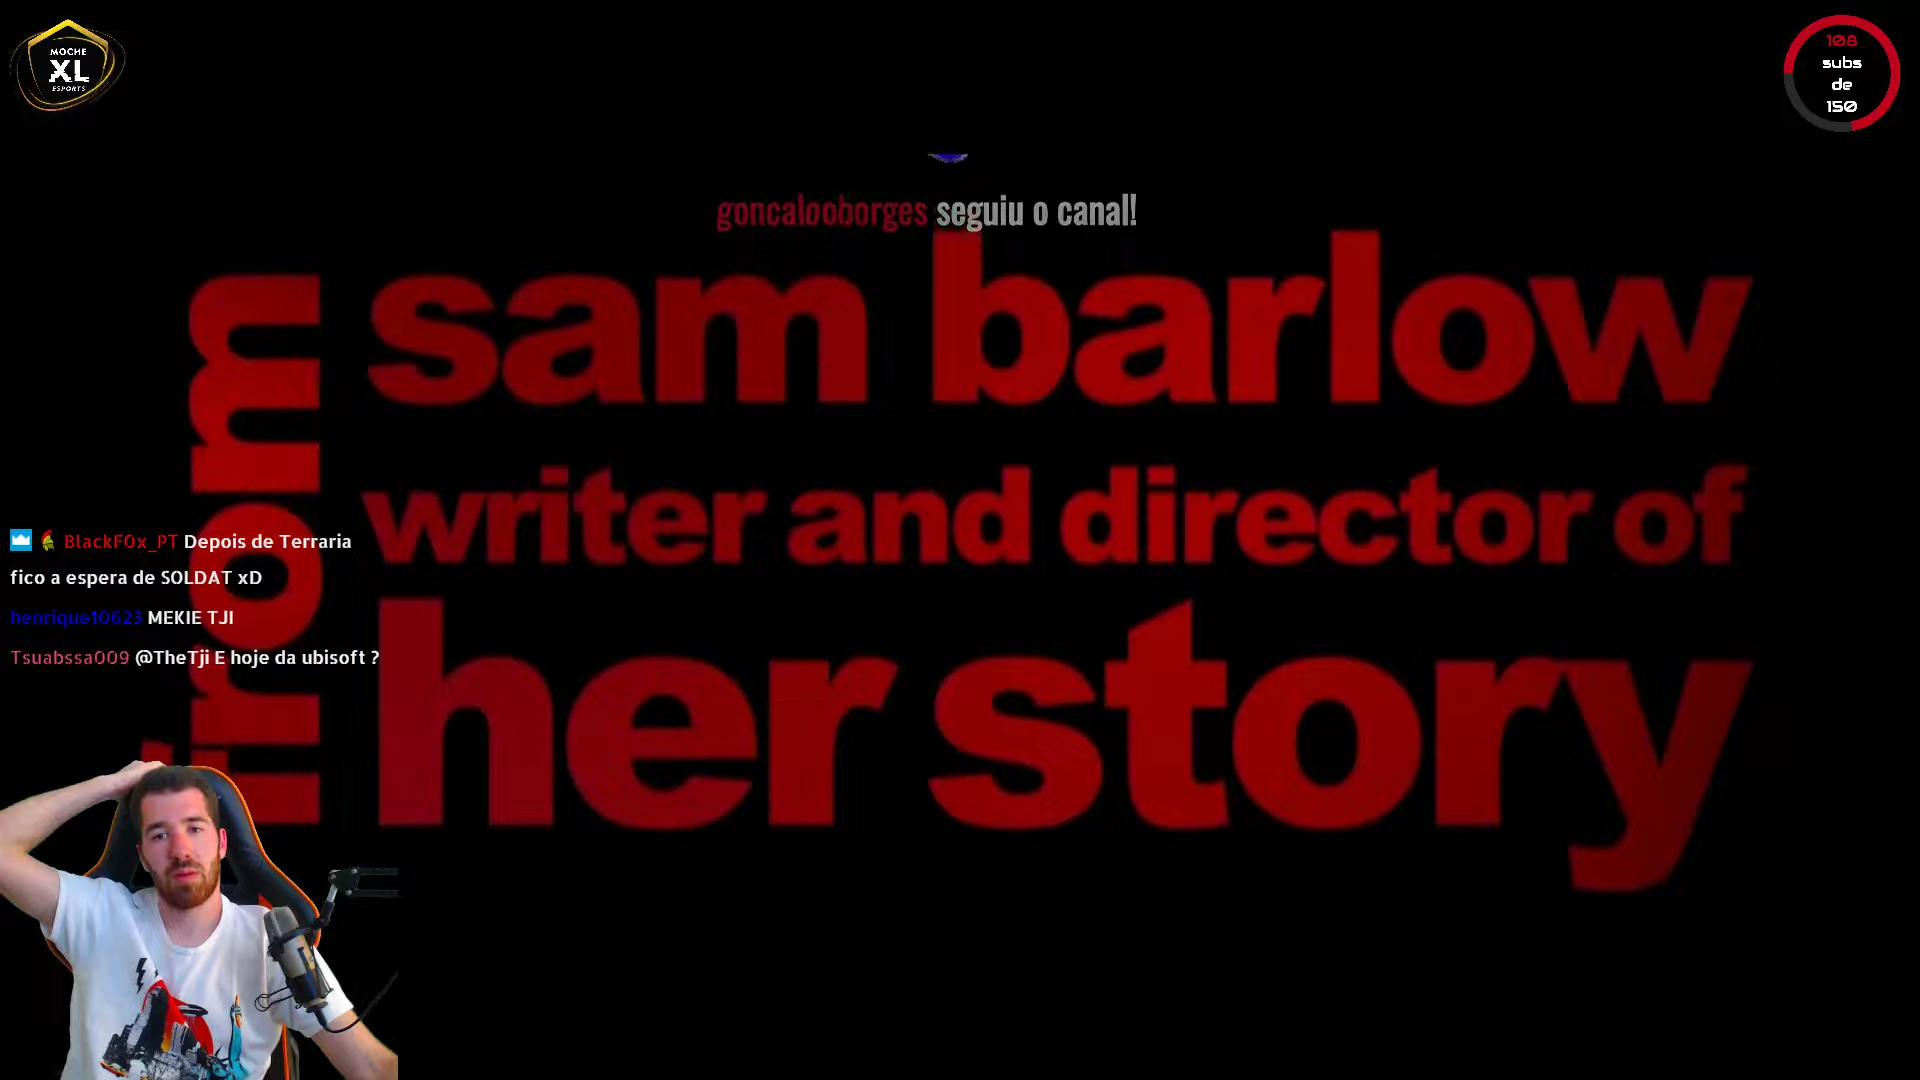 MOCHE
XL
ESPORTS
108
subs
de
150
goncalooborges seguiu o canal!
from
sam barlow
writer and director of
her story
BlackF0x_PT Depois de Terraria
fico a espera de SOLDAT xD
henrique10623 MEKIE TJI
Tsuabssa009 @TheTji E hoje da ubisoft ?